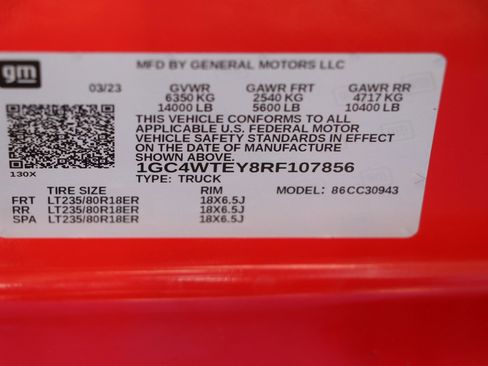 gm
MFD BY GENERAL MOTORS LLC
03/23 GVWR GAWR FRT GAWR RR
6350 KG 2540 KG 4717 KG
14000 LB 5600 LB 10400 LB
THIS VEHICLE CONFORMS TO ALL
APPLICABLE U.S. FEDERAL MOTOR
VEHICLE SAFETY STANDARDS IN EFFECT
ON THE DATE OF MANUFACTURE
SHOWN ABOVE.
130X 1GC4WTEY8RF107856
TYPE: TRUCK
TIRE SIZE RIM MODEL: 86CC30943
FRT LT235/80R18ER 18X6.5J
RR LT235/80R18ER 18X6.5J
SPA LT235/80R18ER 18X6.5J